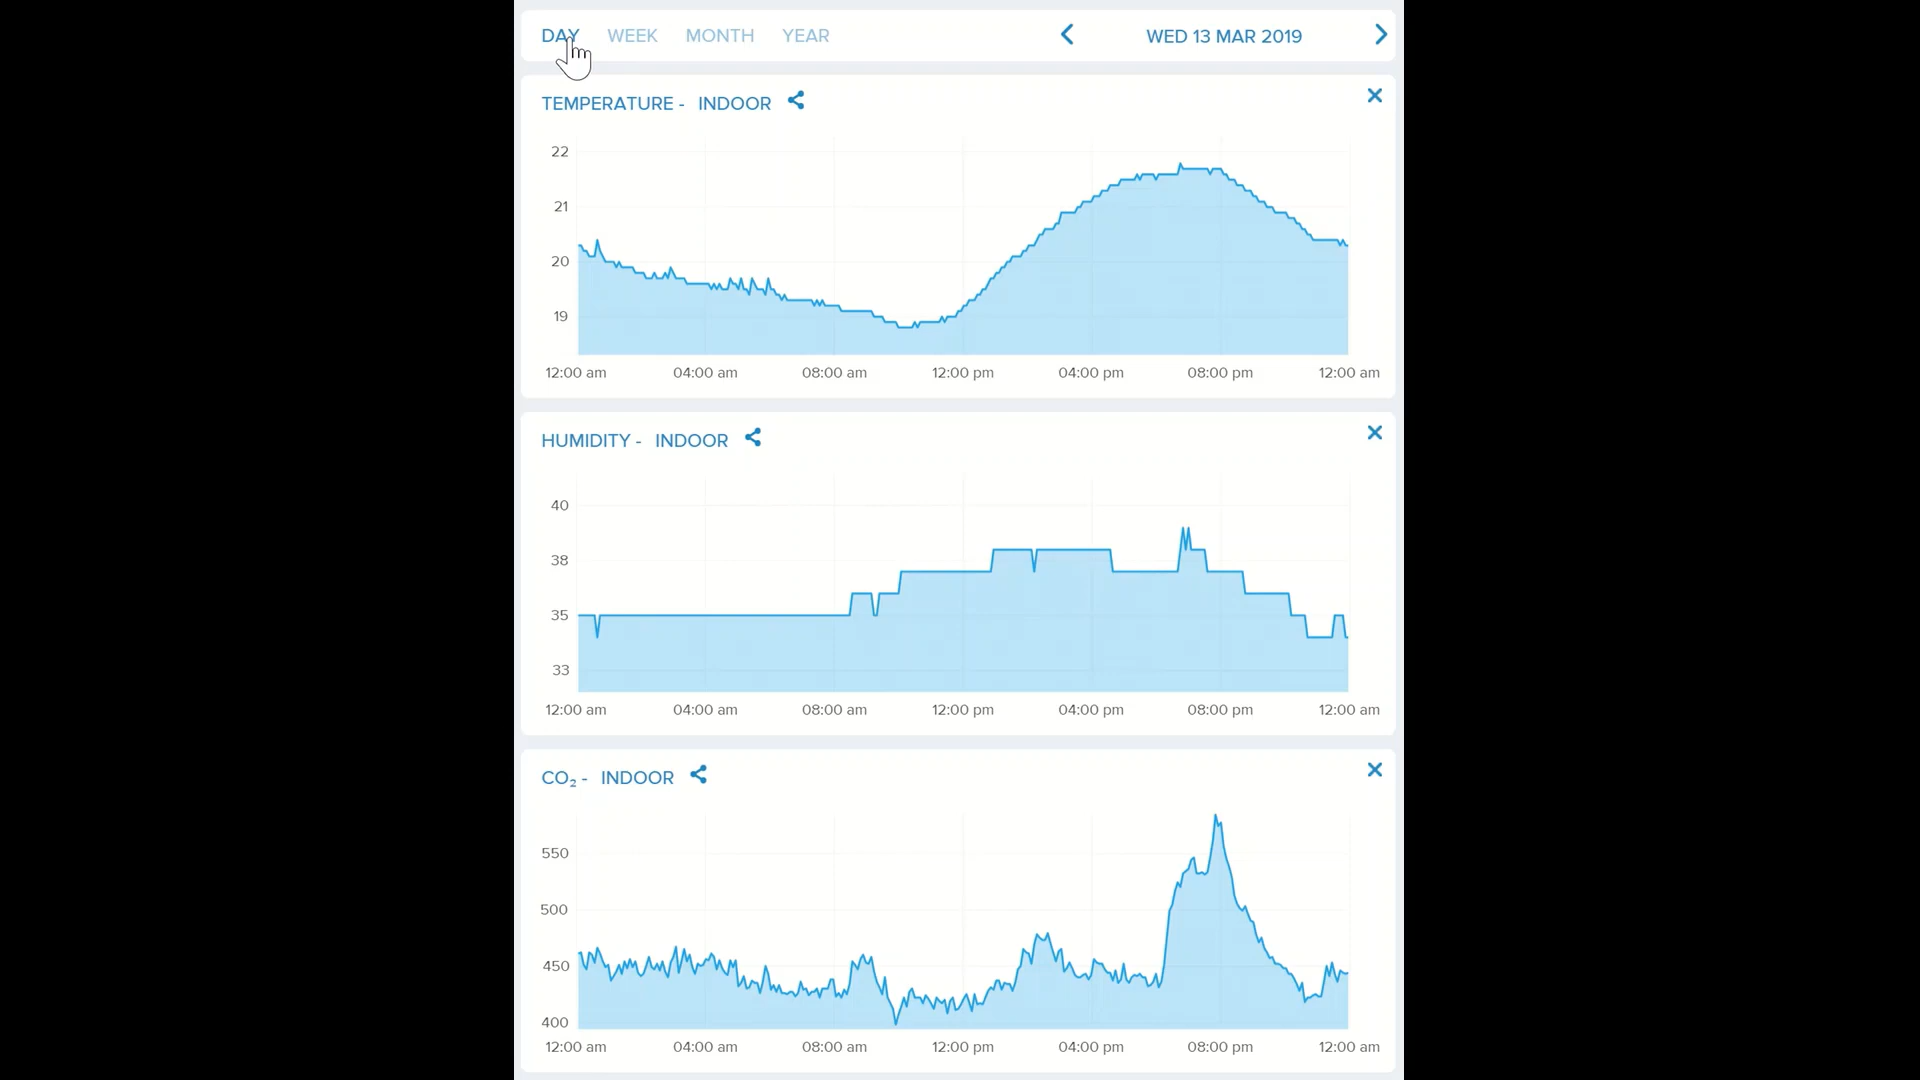 DAY WEEK MONTH YEAR WED 13 MAR 2019
TEMPERATURE - INDOOR
22
21
20
19
12:00 am 04:00 am 08:00 am 12:00 pm 04:00 pm 08:00 pm 12:00 am
HUMIDITY - INDOOR
40
38
35
33
12:00 am 04:00 am 08:00 am 12:00 pm 04:00 pm 08:00 pm 12:00 am
CO₂ - INDOOR
550
500
450
400
12:00 am 04:00 am 08:00 am 12:00 pm 04:00 pm 08:00 pm 12:00 am